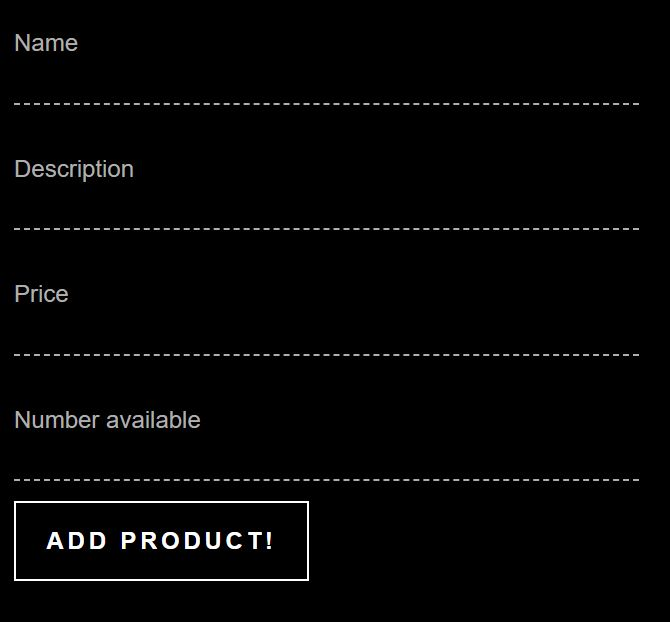 Name
Description
Price
Number available
ADD PRODUCT!